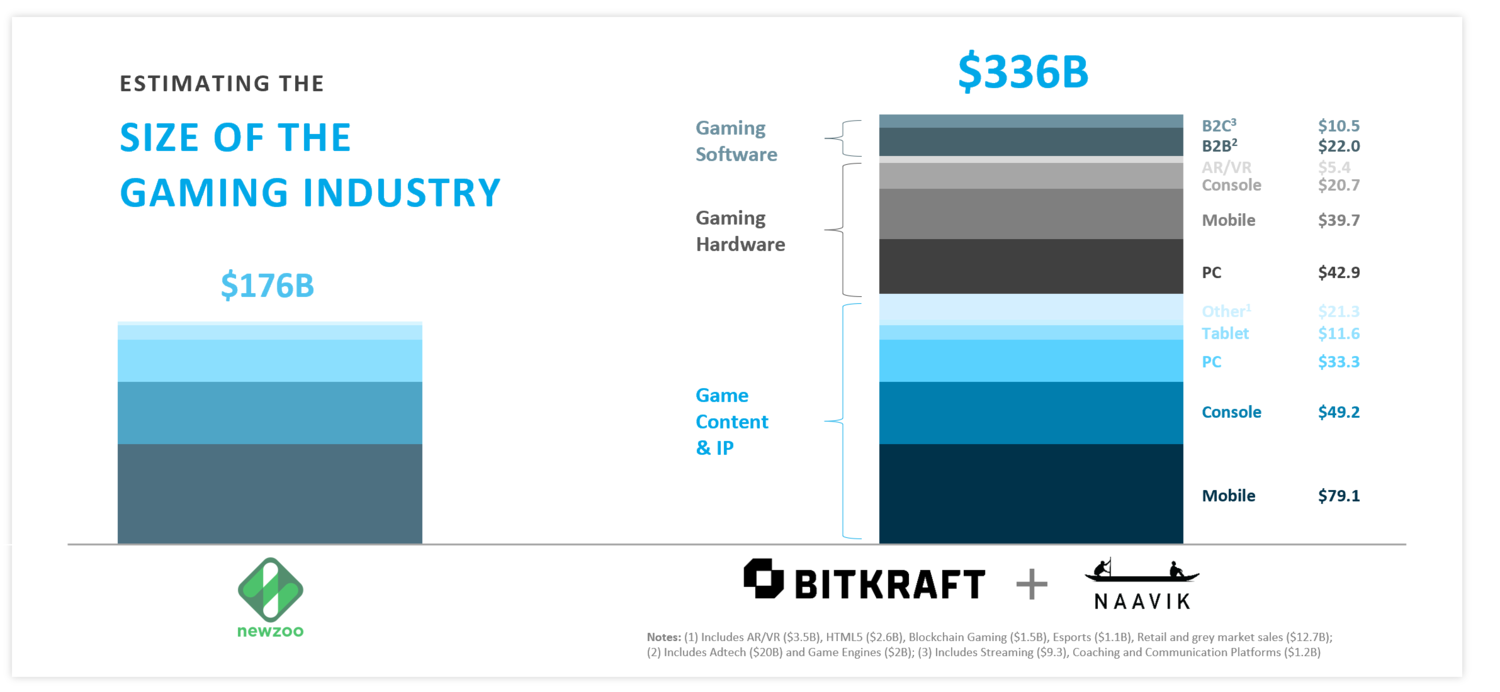 ESTIMATING THE
SIZE OF THE
GAMING INDUSTRY
$176B
newzoo
$336B
Gaming
Software
Gaming
Hardware
Game
Content
& IP
B2C³ $10.5
B2B² $22.0
AR/VR $5.4
Console $20.7
Mobile $39.7
PC $42.9
Other¹ $21.3
Tablet $11.6
PC $33.3
Console $49.2
Mobile $79.1
BITKRAFT + NAAVIK
Notes: (1) Includes AR/VR ($3.5B), HTML5 ($2.6B), Blockchain Gaming ($1.5B), Esports ($1.1B), Retail and grey market sales ($12.7B);
(2) Includes Adtech ($20B) and Game Engines ($2B); (3) Includes Streaming ($9.3), Coaching and Communication Platforms ($1.2B)